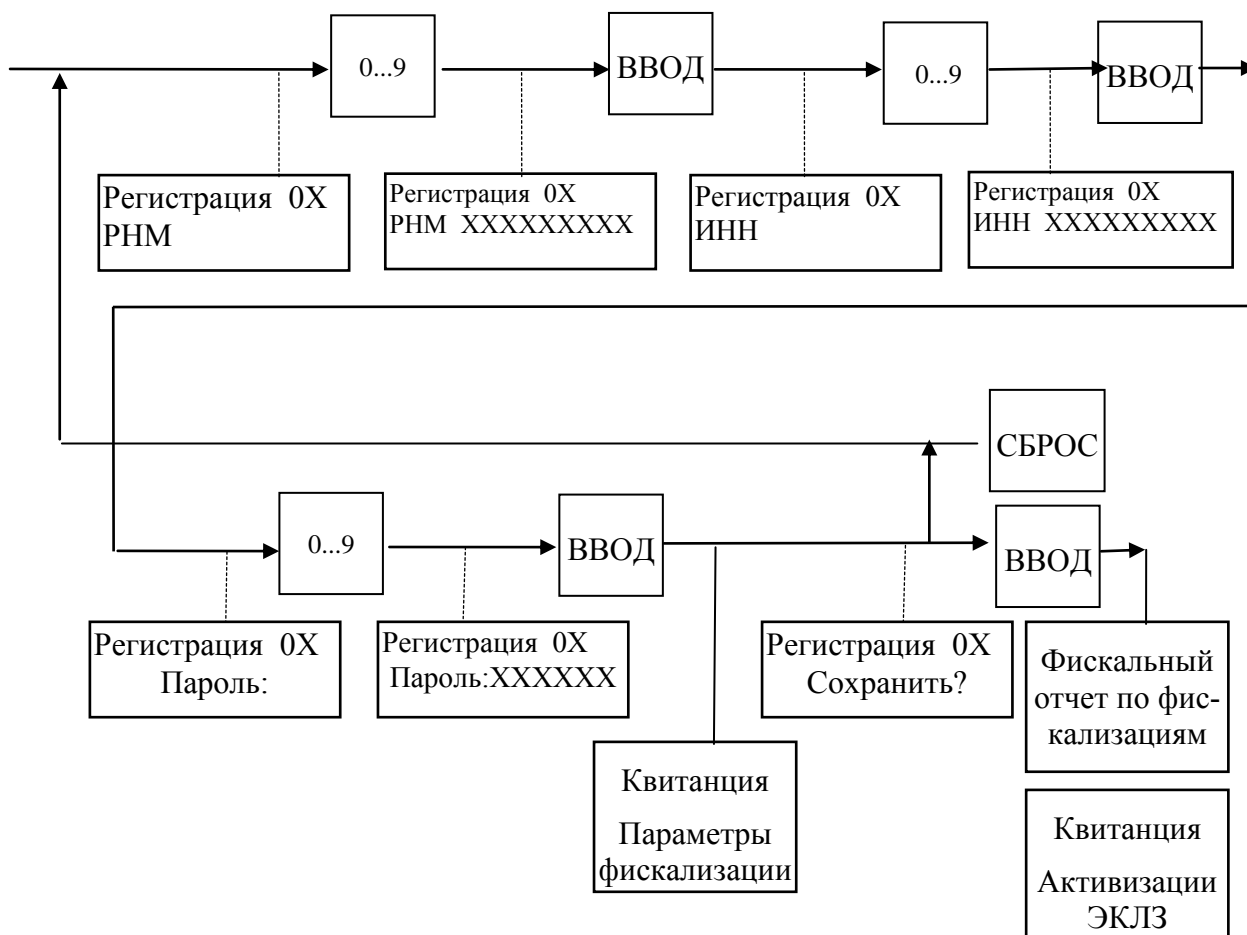 0...9
ВВОД
0...9
ВВОД
Регистрация 0Х
РНМ
Регистрация 0Х
РНМ ХХХХХХХХХ
Регистрация 0Х
ИНН
Регистрация 0Х
ИНН ХХХХХХХХХ
СБРОС
0...9
ВВОД
ВВОД
Регистрация 0Х
Пароль:
Регистрация 0Х
Пароль:ХХХХХХ
Регистрация 0Х
Сохранить?
Фискальный
отчет по фис-
кализациям
Квитанция
Параметры
фискализации
Квитанция
Активизации
ЭКЛЗ